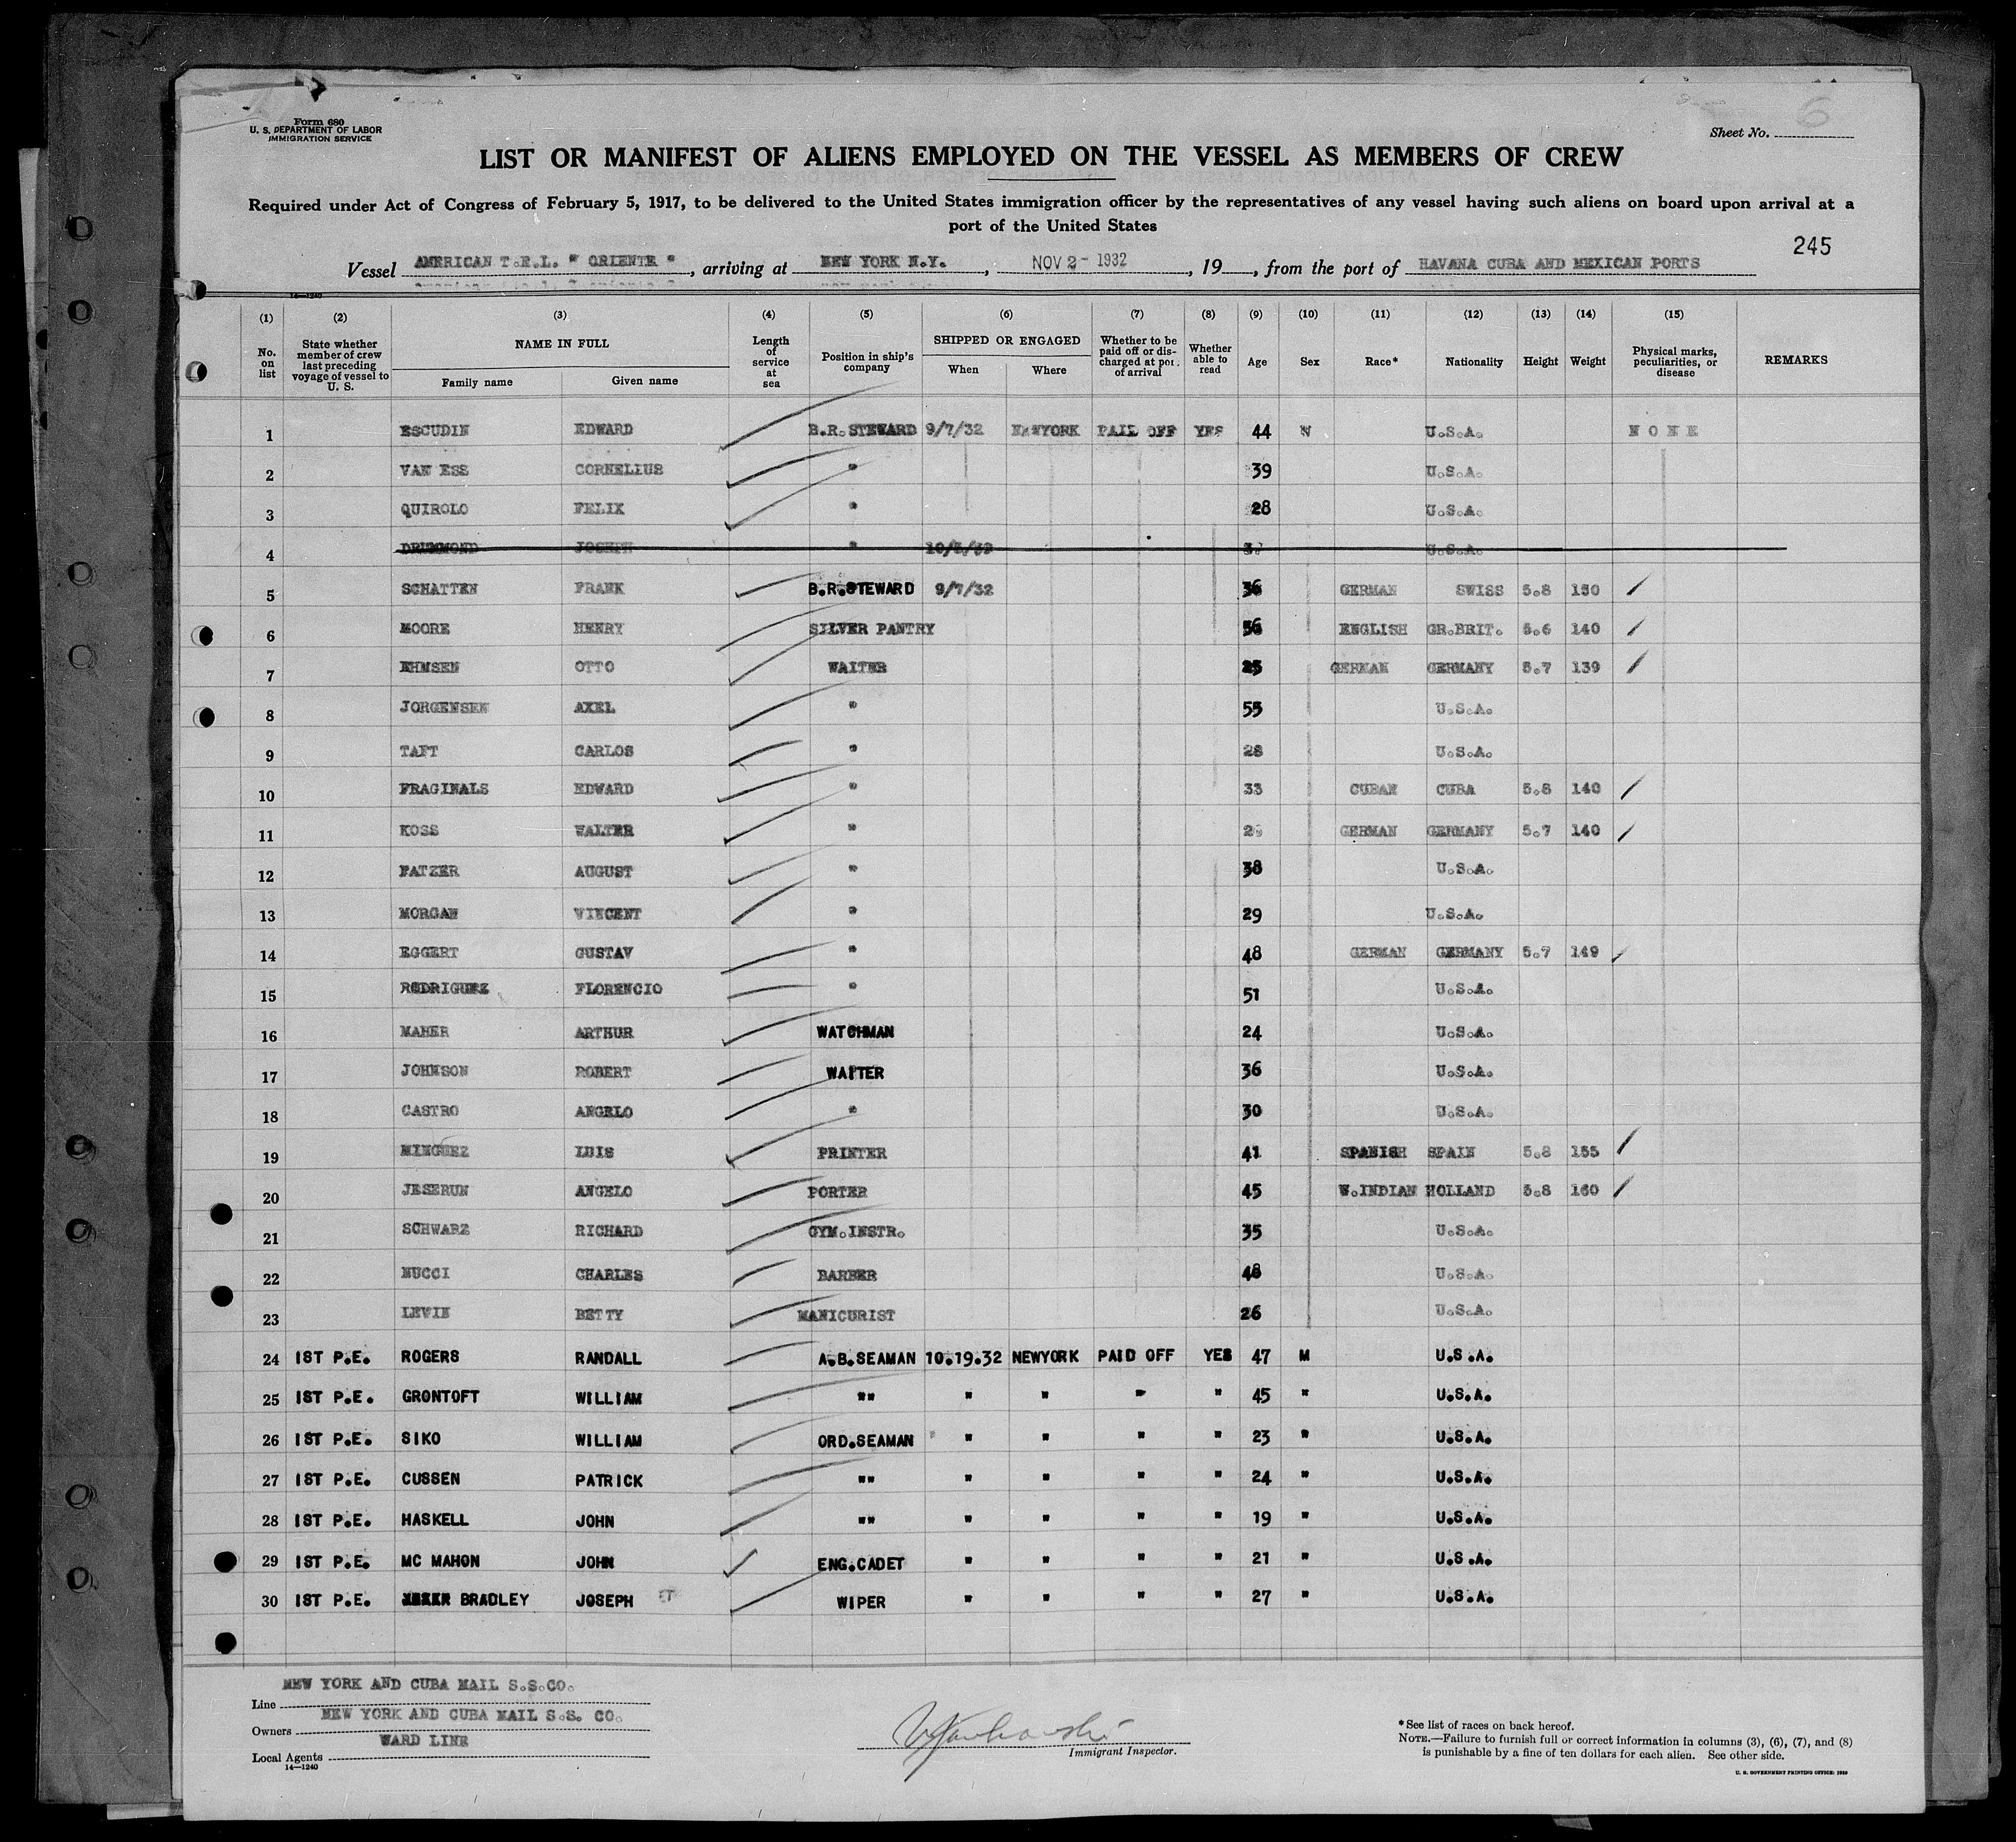 Form 680
U. S. DEPARTMENT OF LABOR
IMMIGRATION SERVICE
Sheet No. 6
LIST OR MANIFEST OF ALIENS EMPLOYED ON THE VESSEL AS MEMBERS OF CREW
Required under Act of Congress of February 5, 1917, to be delivered to the United States immigration officer by the representatives of any vessel having such aliens on board upon arrival at a
port of the United States
245
Vessel AMERICAN T.E.L. " ORIENTE ", arriving at NEW YORK N.Y., NOV 2- 1932, 19, from the port of HAVANA CUBA AND MEXICAN PORTS
14—1240
(1) (2) (3) (4) (5) (6) (7) (8) (9) (10) (11) (12) (13) (14) (15)
No. on list State whether member of crew last preceding voyage of vessel to U. S. NAME IN FULL Family name Given name Length of service at sea Position in ship's company SHIPPED OR ENGAGED When Where Whether to be paid off or discharged at port of arrival Whether able to read Age Sex Race* Nationality Height Weight Physical marks, peculiarities, or disease REMARKS
1 ESCUDIN EDWARD B.R.STEWARD 9/7/32 NEWYORK PAID OFF YES 44 U.S.A. NONE
2 VAN ESS CORNELIUS " 39 U.S.A.
3 QUIROLO FELIX " 28 U.S.A.
4 DRUMMOND JOSEPH " U.S.A.
5 SCHATTEN FRANK B.R.STEWARD 9/7/32 36 GERMAN SWISS 5.8 150
6 MOORE HENRY SILVER PANTRY 36 ENGLISH GR.BRIT. 5.6 140
7 EHMSEN OTTO WAITER 25 GERMAN GERMANY 5.7 139
8 JORGENSEN AXEL " 55 U.S.A.
9 TAFT CARLOS " 28 U.S.A.
10 FRAGINALS EDWARD " 33 CUBAN CUBA 5.8 140
11 KOSS WALTER " GERMAN GERMANY 5.7 140
12 FATZER AUGUST " 38 U.S.A.
13 MORGAN VINCENT " 29 U.S.A.
14 EGGERT GUSTAV " 48 GERMAN GERMANY 5.7 149
15 RODRIGUEZ FLORENCIO " 51 U.S.A.
16 MAHER ARTHUR WATCHMAN 24 U.S.A.
17 JOHNSON ROBERT WAITER 36 U.S.A.
18 CASTRO ANGELO " 30 U.S.A.
19 MINGUEZ LUIS PRINTER 41 SPANISH SPAIN 5.8 155
20 JESERUN ANGELO PORTER 45 W.INDIAN HOLLAND 5.8 160
21 SCHWARZ RICHARD GYM.INSTR. 35 U.S.A.
22 NUCCI CHARLES BARBER 48 U.S.A.
23 LEWIN BETTY MANICURIST 26 U.S.A.
24 1ST P.E. ROGERS RANDALL A.B.SEAMAN 10.19.32 NEWYORK PAID OFF YES 47 M U.S.A.
25 1ST P.E. GRONTOFT WILLIAM "" " " " " 45 " U.S.A.
26 1ST P.E. SIKO WILLIAM ORD.SEAMAN " " " " 23 " U.S.A.
27 1ST P.E. CUSSEN PATRICK "" " " " " 24 " U.S.A.
28 1ST P.E. HASKELL JOHN "" " " " " 19 " U.S.A.
29 1ST P.E. MC MAHON JOHN ENG.CADET " " " " 21 " U.S.A.
30 1ST P.E. BRADLEY JOSEPH WIPER " " " " 27 " U.S.A.
Line NEW YORK AND CUBA MAIL S.S.CO.
Owners NEW YORK AND CUBA MAIL S.S. CO.
Local Agents WARD LINE
14—1240
Immigrant Inspector.
*See list of races on back hereof.
NOTE.—Failure to furnish full or correct information in columns (3), (6), (7), and (8)
is punishable by a fine of ten dollars for each alien. See other side.
U. S. GOVERNMENT PRINTING OFFICE: 1930